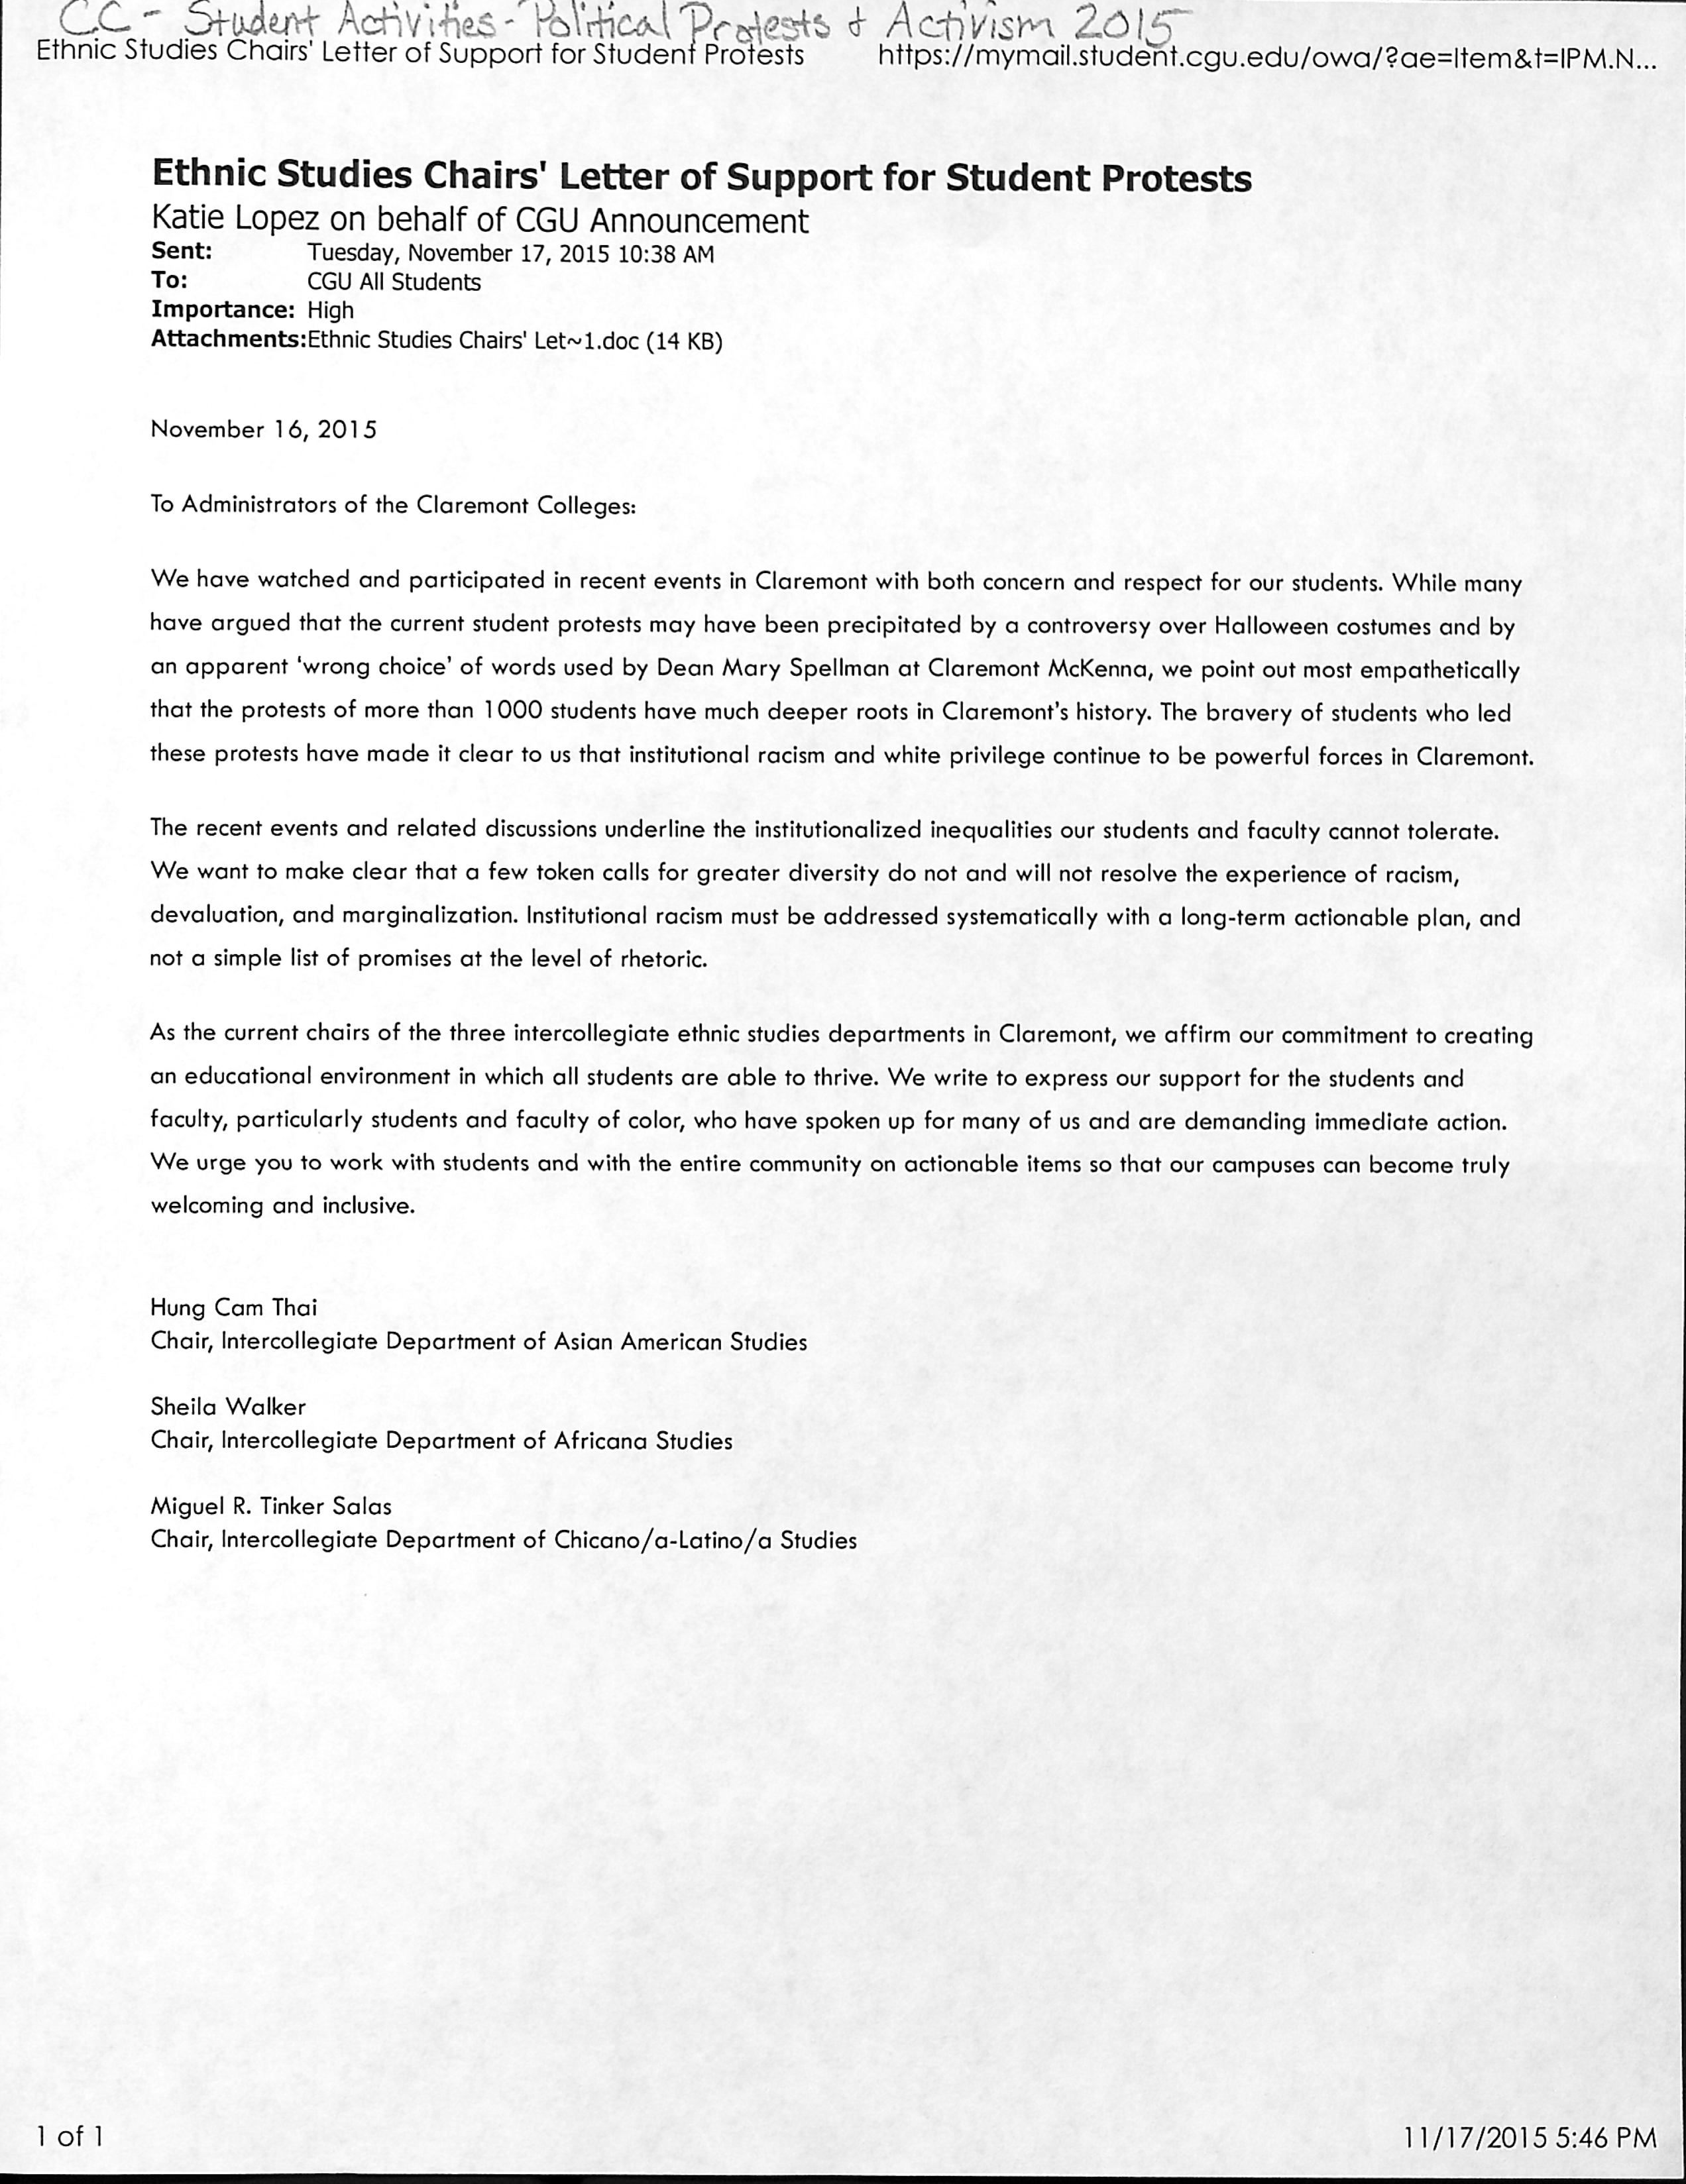 CC - Student Activities - Political Protests & Activism 2015
Ethnic Studies Chairs' Letter of Support for Student Protests https://mymail.student.cgu.edu/owa/?ae=Item&t=IPM.N...
Ethnic Studies Chairs' Letter of Support for Student Protests
Katie Lopez on behalf of CGU Announcement
Sent: Tuesday, November 17, 2015 10:38 AM
To: CGU All Students
Importance: High
Attachments:Ethnic Studies Chairs' Let~1.doc (14 KB)
November 16, 2015
To Administrators of the Claremont Colleges:
We have watched and participated in recent events in Claremont with both concern and respect for our students. While many
have argued that the current student protests may have been precipitated by a controversy over Halloween costumes and by
an apparent ‘wrong choice’ of words used by Dean Mary Spellman at Claremont McKenna, we point out most empathetically
that the protests of more than 1000 students have much deeper roots in Claremont's history. The bravery of students who led
these protests have made it clear to us that institutional racism and white privilege continue to be powerful forces in Claremont.
The recent events and related discussions underline the institutionalized inequalities our students and faculty cannot tolerate.
We want to make clear that a few token calls for greater diversity do not and will not resolve the experience of racism,
devaluation, and marginalization. Institutional racism must be addressed systematically with a long-term actionable plan, and
not a simple list of promises at the level of rhetoric.
As the current chairs of the three intercollegiate ethnic studies departments in Claremont, we affirm our commitment to creating
an educational environment in which all students are able to thrive. We write to express our support for the students and
faculty, particularly students and faculty of color, who have spoken up for many of us and are demanding immediate action.
We urge you to work with students and with the entire community on actionable items so that our campuses can become truly
welcoming and inclusive.
Hung Cam Thai
Chair, Intercollegiate Department of Asian American Studies
Sheila Walker
Chair, Intercollegiate Department of Africana Studies
Miguel R. Tinker Salas
Chair, Intercollegiate Department of Chicano/a-Latino/a Studies
1 of 1 11/17/2015 5:46 PM